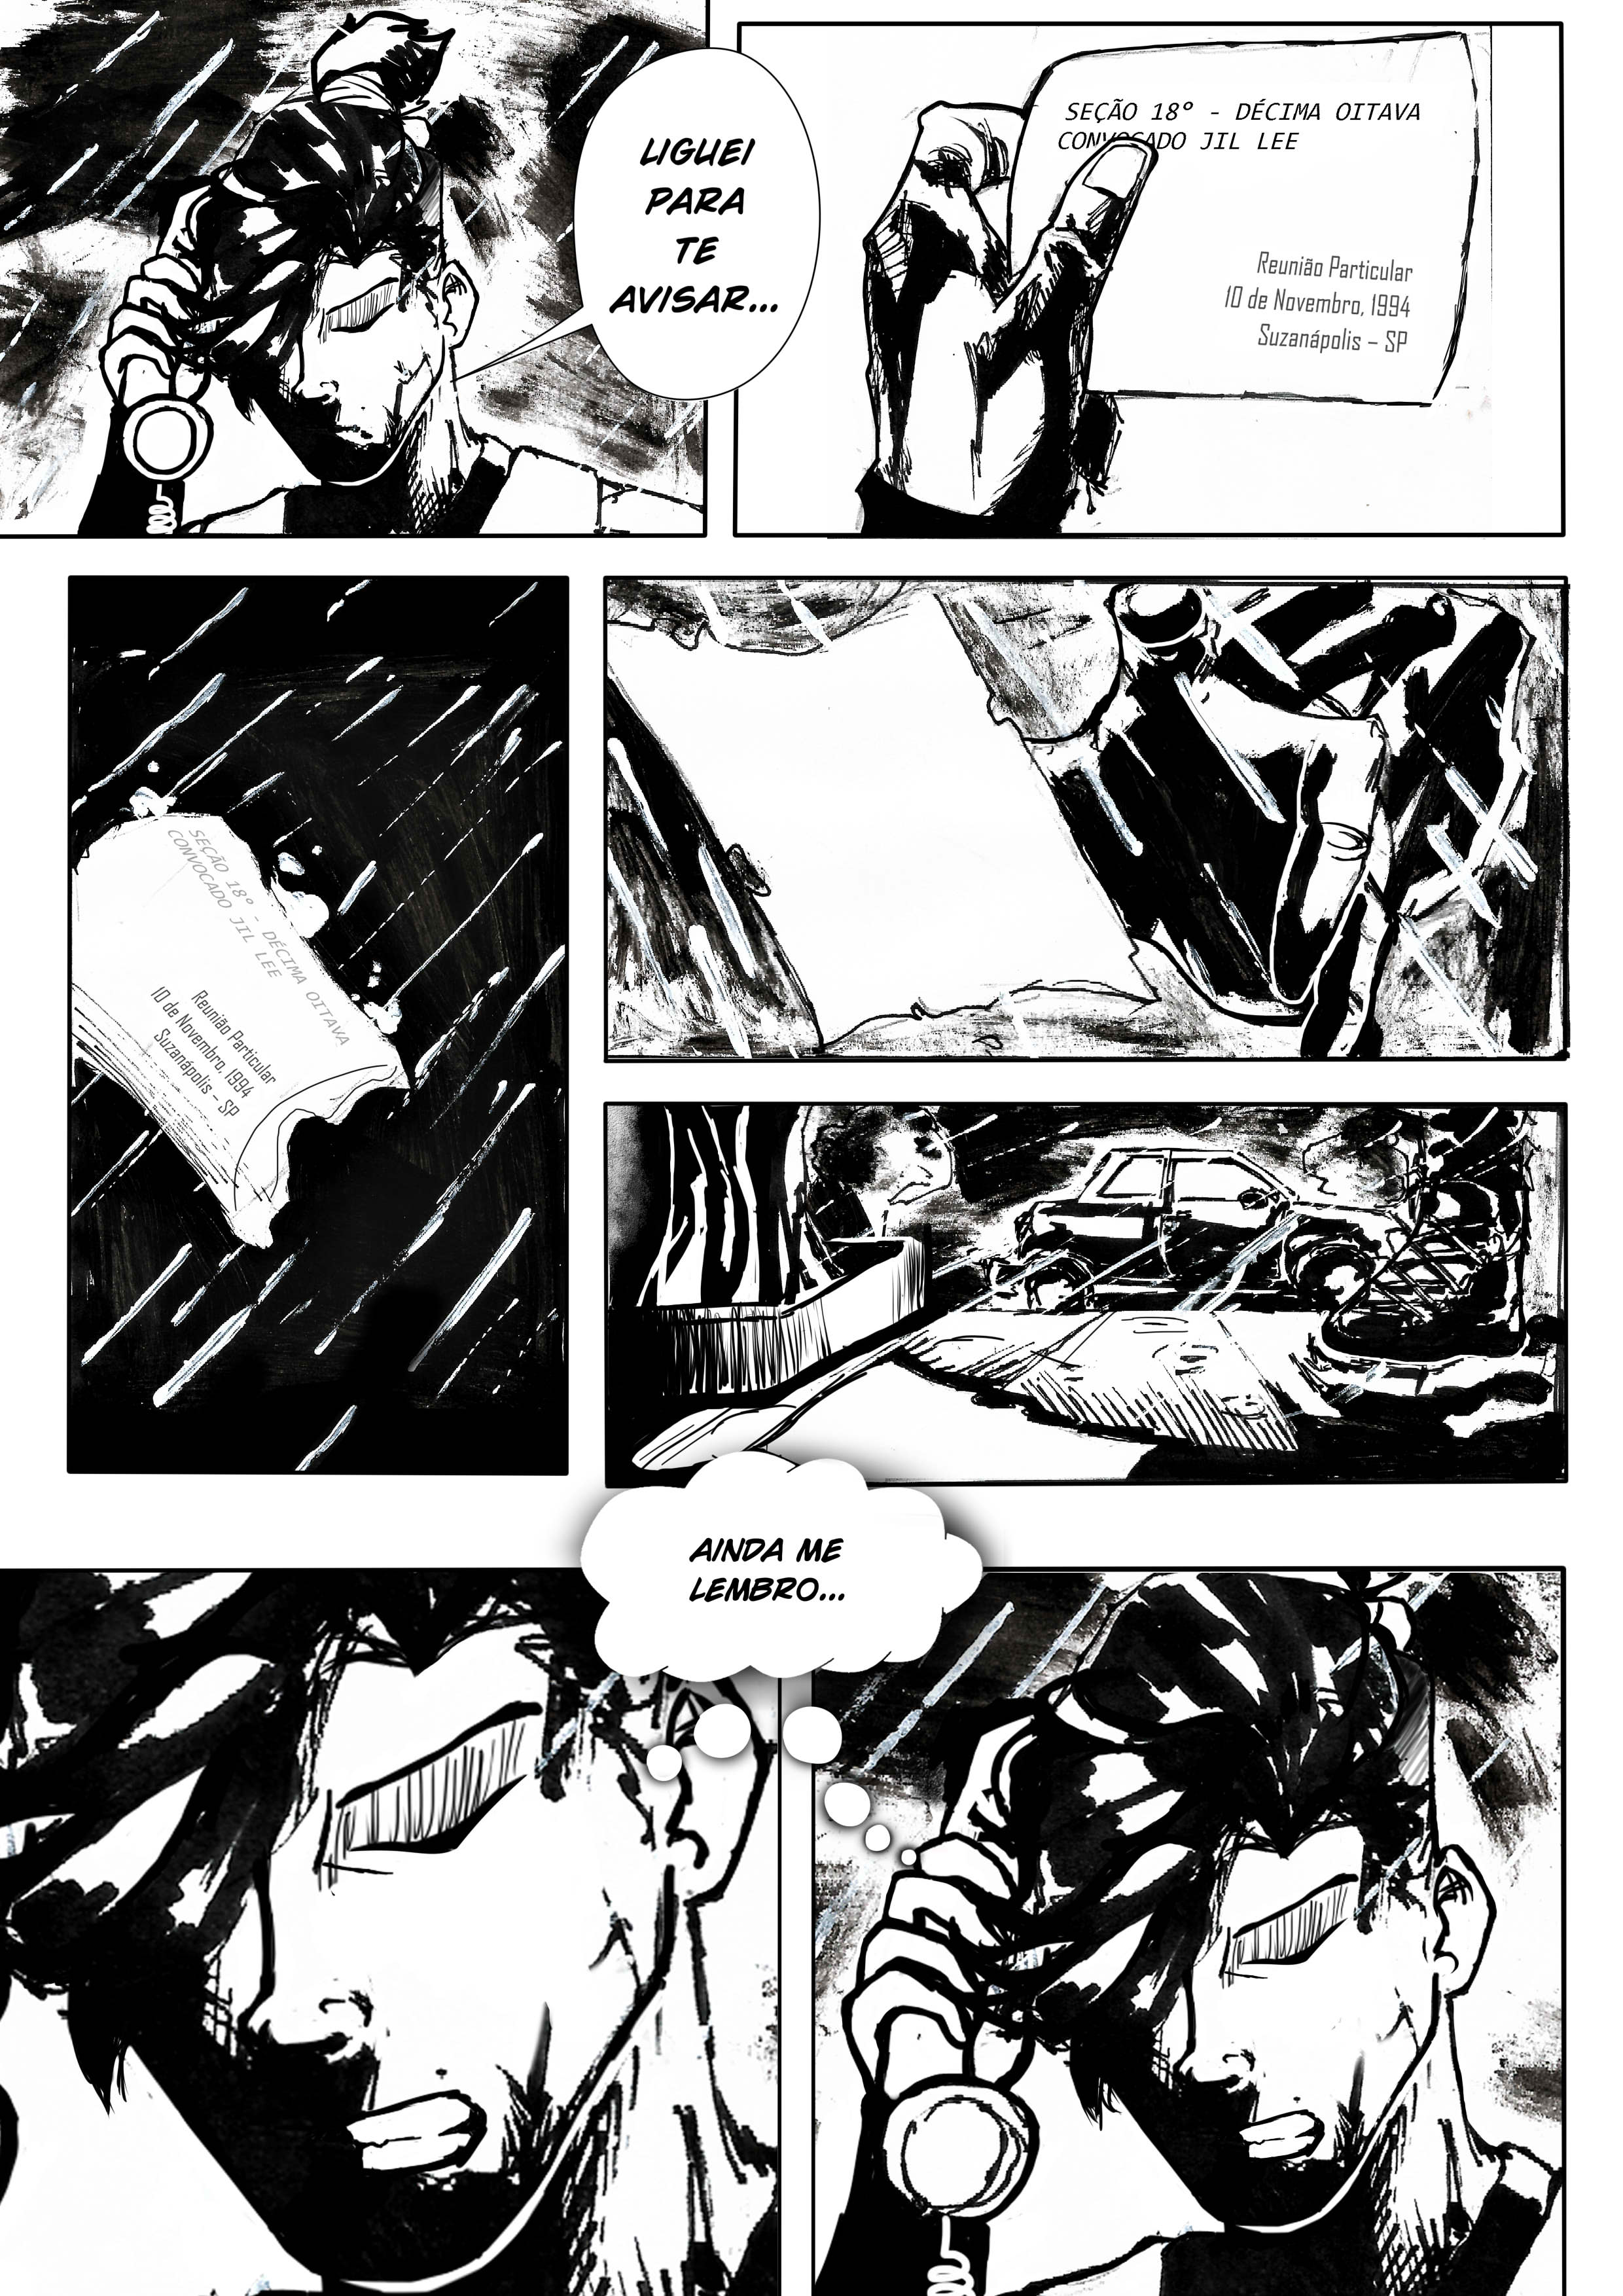 LIGUEI
PARA
TE
AVISAR...
SEÇÃO 18° - DÉCIMA OITAVA
CONVOCADO JIL LEE
Reunião Particular
10 de Novembro, 1994
Suzanápolis – SP
SEÇÃO 18° - DÉCIMA OITAVA
CONVOCADO JIL LEE
Reunião Particular
10 de Novembro, 1994
Suzanápolis – SP
AINDA ME
LEMBRO...